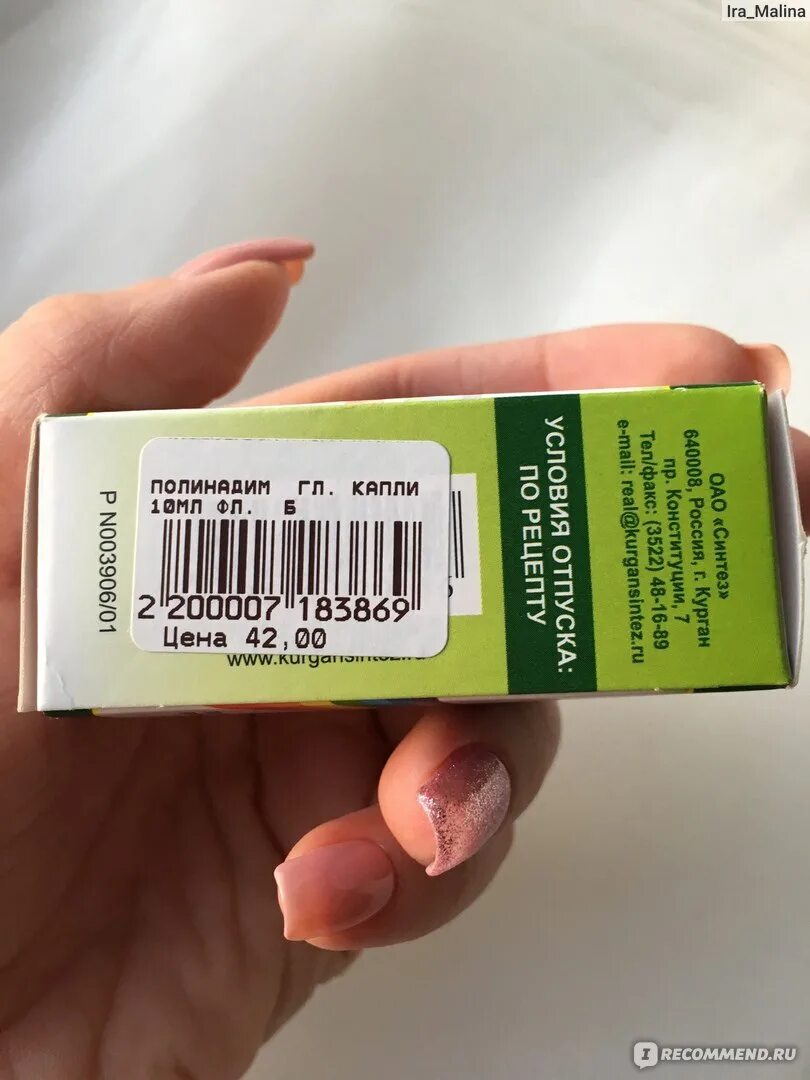 Ira_Malina
Р N003906/01
ПОЛИНАДИМ ГЛ. КАПЛИ
10МЛ ФЛ. Б
2 200007 183869
Цена 42,00
www.kurgansintez.ru
УСЛОВИЯ ОТПУСКА:
ПО РЕЦЕПТУ
ОАО «Синтез»
640008, Россия, г. Курган
пр. Конституции, 7
Тел/факс: (3522) 48-16-89
e-mail: real@kurgansintez.ru
IRECOMMEND.RU